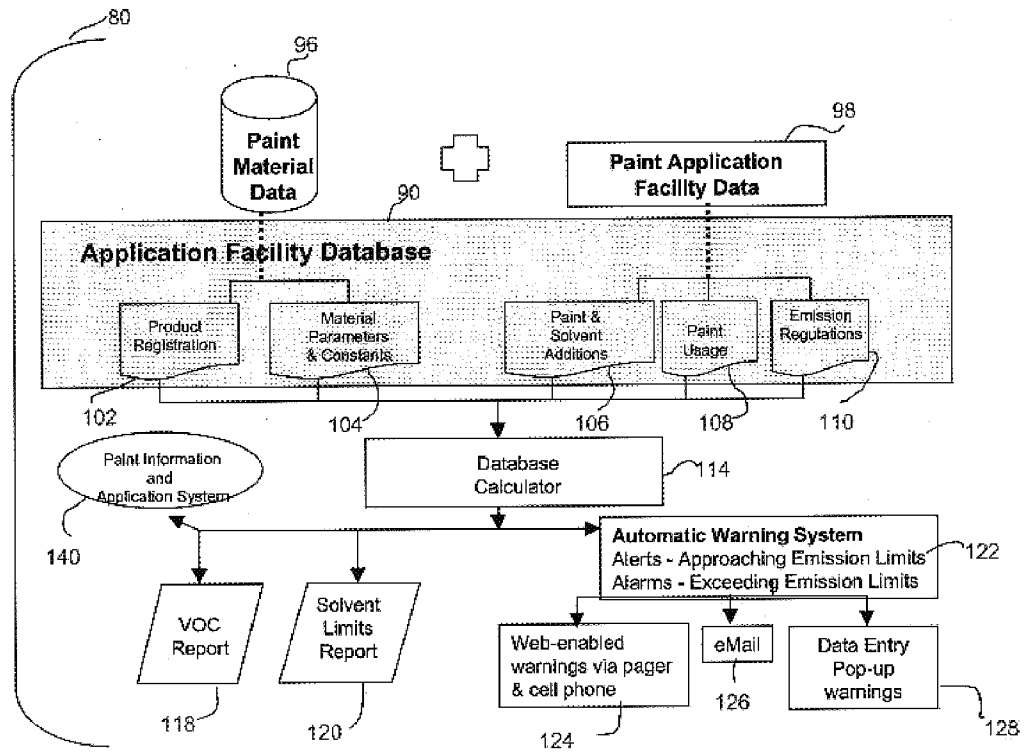 80
96
Paint
Material
Data
98
Paint Application
Facility Data
90
Application Facility Database
Product
Registration
Material
Parameters
& Constants
Paint &
Solvent
Additions
Paint
Usage
Emission
Regutations
102
104
106
108
110
Paint Information
and
Application System
140
Database
Calculator
114
Automatic Warning System
Alerts - Approaching Emission Limits
Alarms - Exceeding Emission Limits
122
VOC
Report
118
Solvent
Limits
Report
120
Web-enabled
warnings via pager
& cell phone
124
eMail
126
Data Entry
Pop-up
warnings
128